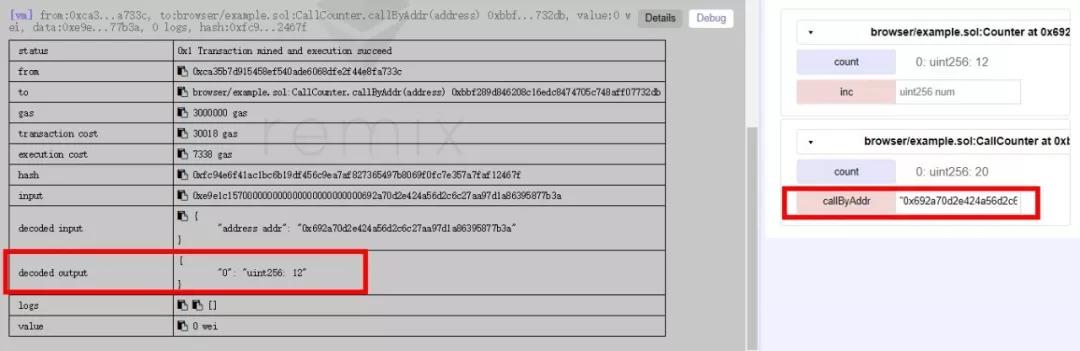 [vm] from:0xca3...a733c, to:browser/example.sol:CallCounter.callByAddr(address) 0xbbf...732db, value:0 w
ei, data:0xe9e...77b3a, 0 logs, hash:0xfc9...2467f
Details
Debug
status 0x1 Transaction mined and execution succeed
from 0xca35b7d915458ef540ade6068dfe2f44e8fa733c
to browser/example.sol:CallCounter.callByAddr(address) 0xbbf289d846208c16edc8474705c748aff07732db
gas 3000000 gas
transaction cost 30018 gas
execution cost 7338 gas
hash 0xfc94e6f41ac1bc6b19df456c9ea7af827365497b8069f0fc7e357a7faf12467f
input 0xe9e1c157000000000000000000000000692a70d2e424a56d2c6c27aa97d1a86395877b3a
decoded input {
"address addr": "0x692a70d2e424a56d2c6c27aa97d1a86395877b3a"
}
decoded output {
"0": "uint256: 12"
}
logs []
value 0 wei
remix
browser/example.sol:Counter at 0x692
count 0: uint256: 12
inc uint256 num
browser/example.sol:CallCounter at 0xb
count 0: uint256: 20
callByAddr "0x692a70d2e424a56d2c6